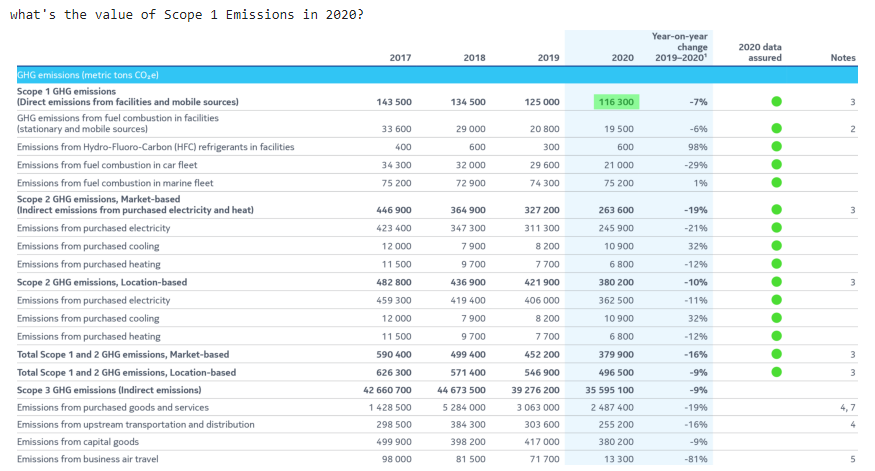 what's the value of Scope 1 Emissions in 2020?
Year-on-year
change 2020 data
2017 2018 2019 2020 2019–2020¹ assured Notes
GHG emissions (metric tons CO₂e)
Scope 1 GHG emissions
(Direct emissions from facilities and mobile sources) 143 500 134 500 125 000 116 300 -7% 3
GHG emissions from fuel combustion in facilities
(stationary and mobile sources) 33 600 29 000 20 800 19 500 -6% 2
Emissions from Hydro-Fluoro-Carbon (HFC) refrigerants in facilities 400 600 300 600 98%
Emissions from fuel combustion in car fleet 34 300 32 000 29 600 21 000 -29%
Emissions from fuel combustion in marine fleet 75 200 72 900 74 300 75 200 1%
Scope 2 GHG emissions, Market-based
(Indirect emissions from purchased electricity and heat) 446 900 364 900 327 200 263 600 -19% 3
Emissions from purchased electricity 423 400 347 300 311 300 245 900 -21%
Emissions from purchased cooling 12 000 7 900 8 200 10 900 32%
Emissions from purchased heating 11 500 9 700 7 700 6 800 -12%
Scope 2 GHG emissions, Location-based 482 800 436 900 421 900 380 200 -10% 3
Emissions from purchased electricity 459 300 419 400 406 000 362 500 -11%
Emissions from purchased cooling 12 000 7 900 8 200 10 900 32%
Emissions from purchased heating 11 500 9 700 7 700 6 800 -12%
Total Scope 1 and 2 GHG emissions, Market-based 590 400 499 400 452 200 379 900 -16% 3
Total Scope 1 and 2 GHG emissions, Location-based 626 300 571 400 546 900 496 500 -9% 3
Scope 3 GHG emissions (Indirect emissions) 42 660 700 44 673 500 39 276 200 35 595 100 -9%
Emissions from purchased goods and services 1 428 500 5 284 000 3 063 000 2 487 400 -19% 4, 7
Emissions from upstream transportation and distribution 298 500 384 300 303 600 255 200 -16% 4
Emissions from capital goods 499 900 398 200 417 000 380 200 -9%
Emissions from business air travel 98 000 81 500 71 700 13 300 -81% 5